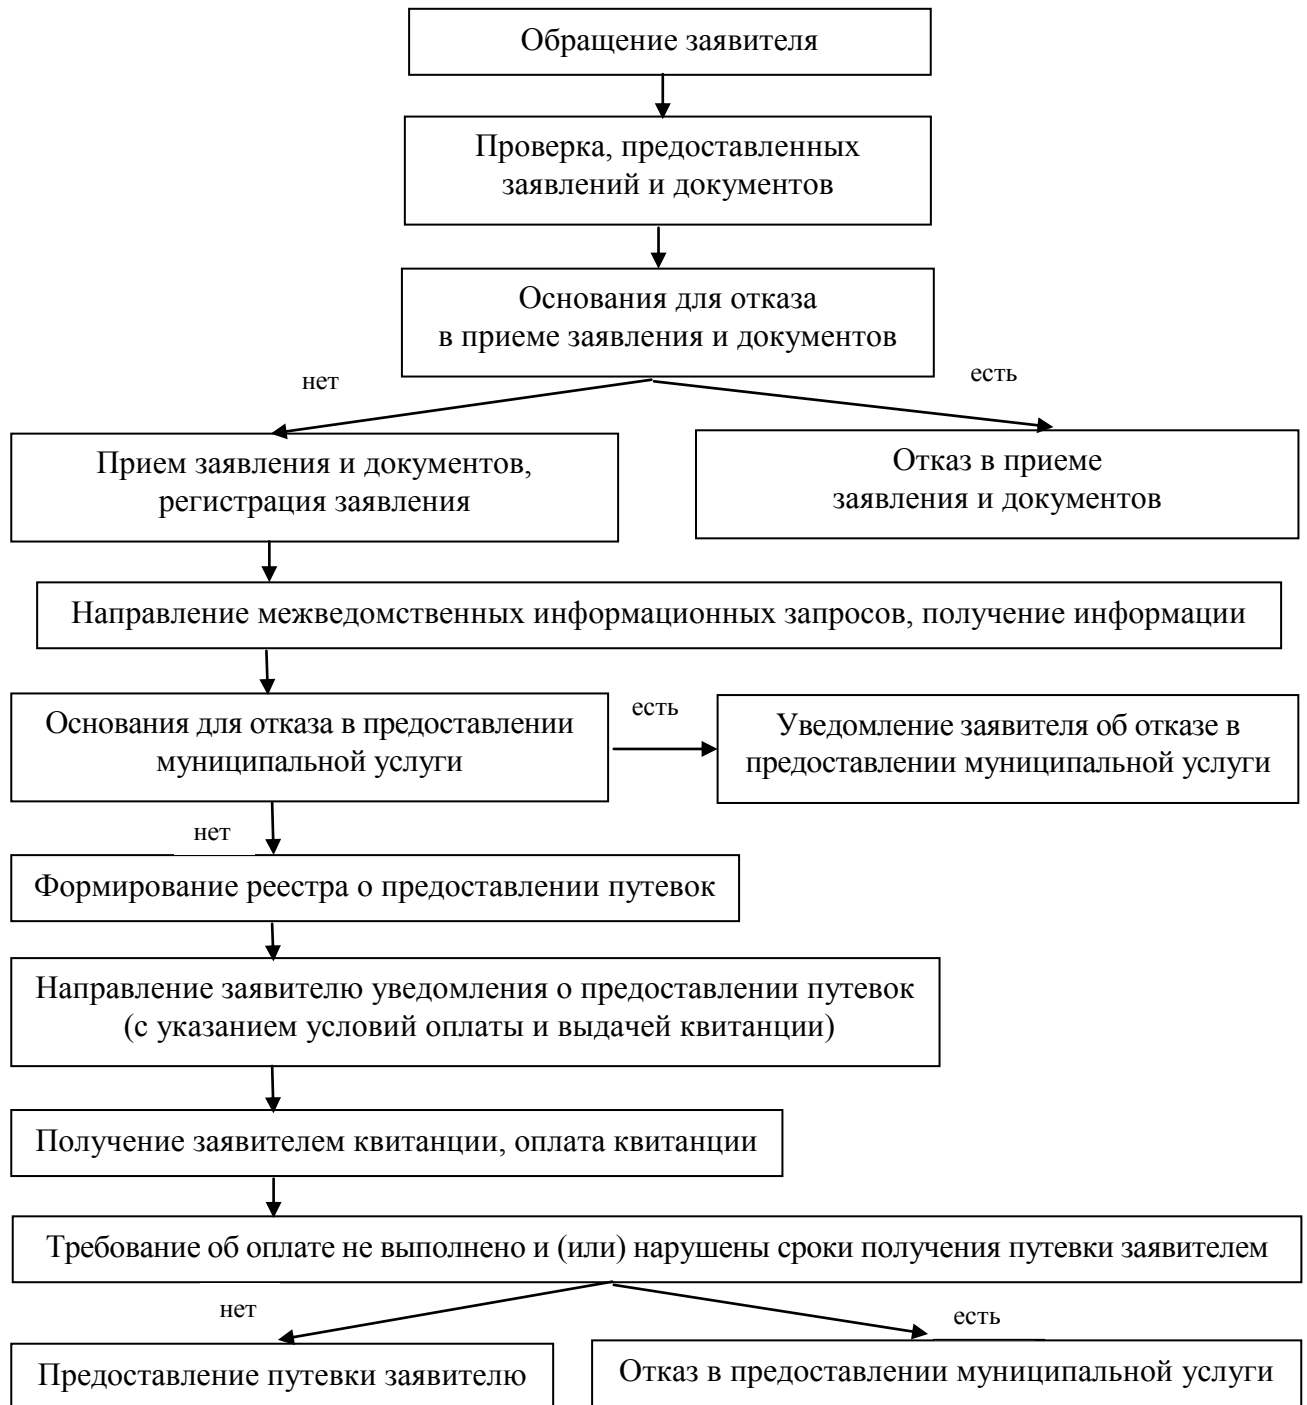 Обращение заявителя
Проверка, предоставленных
заявлений и документов
Основания для отказа
в приеме заявления и документов
нет
есть
Прием заявления и документов,
регистрация заявления
Отказ в приеме
заявления и документов
Направление межведомственных информационных запросов, получение информации
Основания для отказа в предоставлении
муниципальной услуги
есть
Уведомление заявителя об отказе в
предоставлении муниципальной услуги
нет
Формирование реестра о предоставлении путевок
Направление заявителю уведомления о предоставлении путевок
(с указанием условий оплаты и выдачей квитанции)
Получение заявителем квитанции, оплата квитанции
Требование об оплате не выполнено и (или) нарушены сроки получения путевки заявителем
нет
есть
Предоставление путевки заявителю
Отказ в предоставлении муниципальной услуги